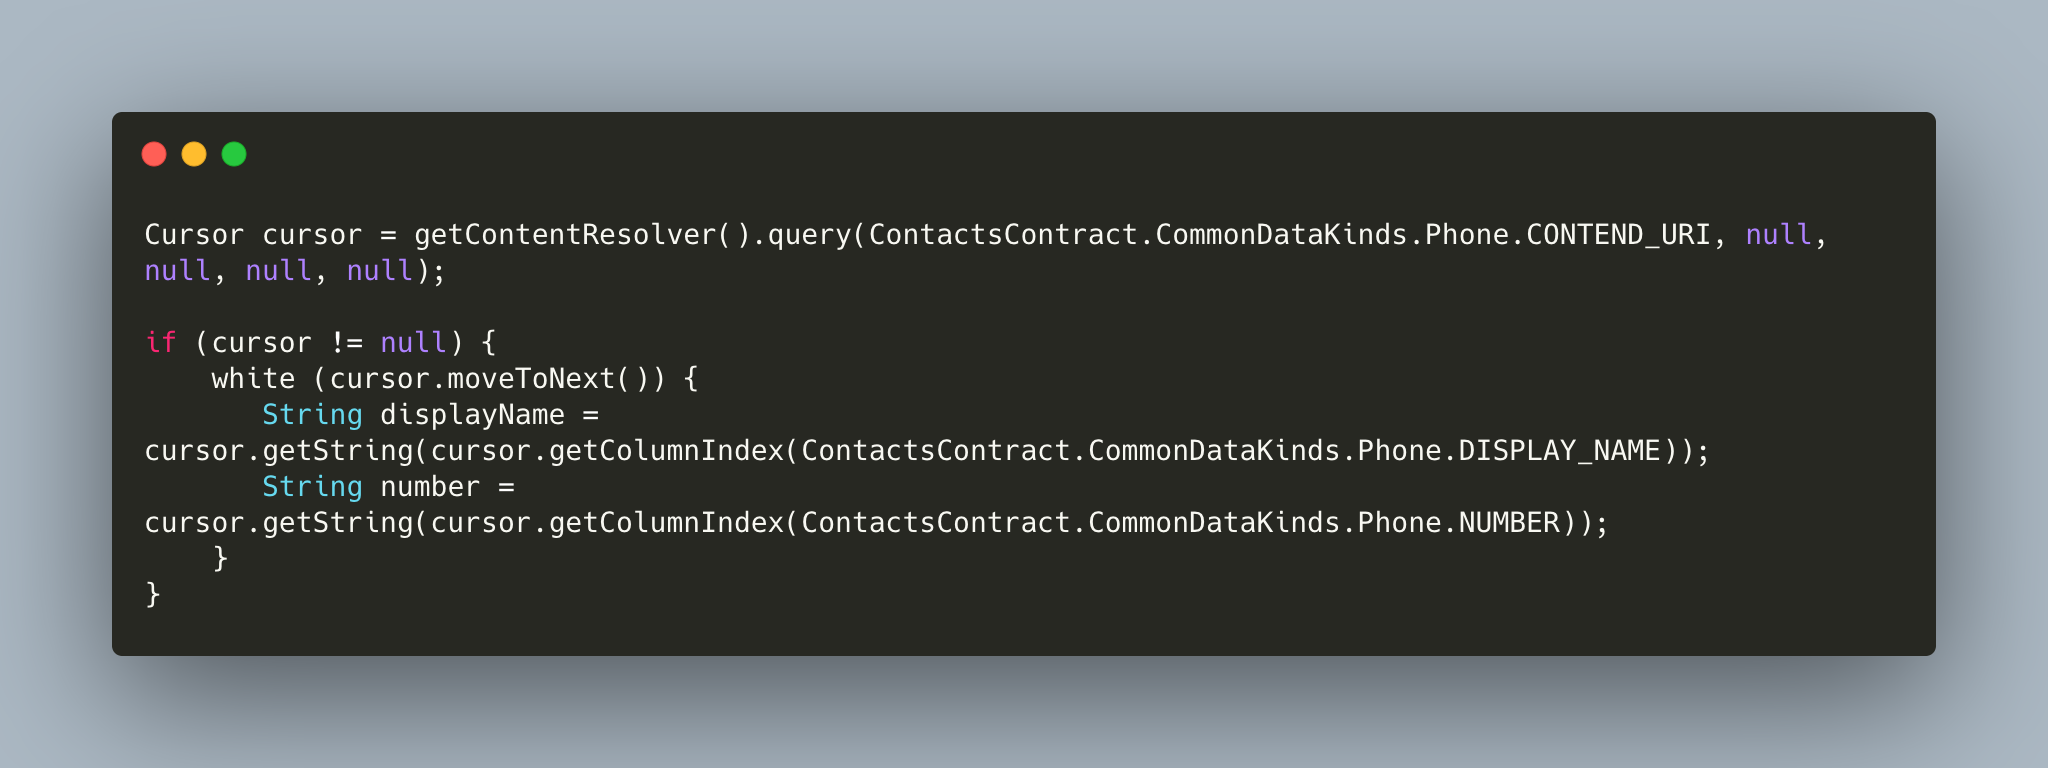 Cursor cursor = getContentResolver().query(ContactsContract.CommonDataKinds.Phone.CONTEND_URI, null,
null, null, null);
if (cursor != null) {
    white (cursor.moveToNext()) {
       String displayName =
cursor.getString(cursor.getColumnIndex(ContactsContract.CommonDataKinds.Phone.DISPLAY_NAME));
       String number =
cursor.getString(cursor.getColumnIndex(ContactsContract.CommonDataKinds.Phone.NUMBER));
    }
}